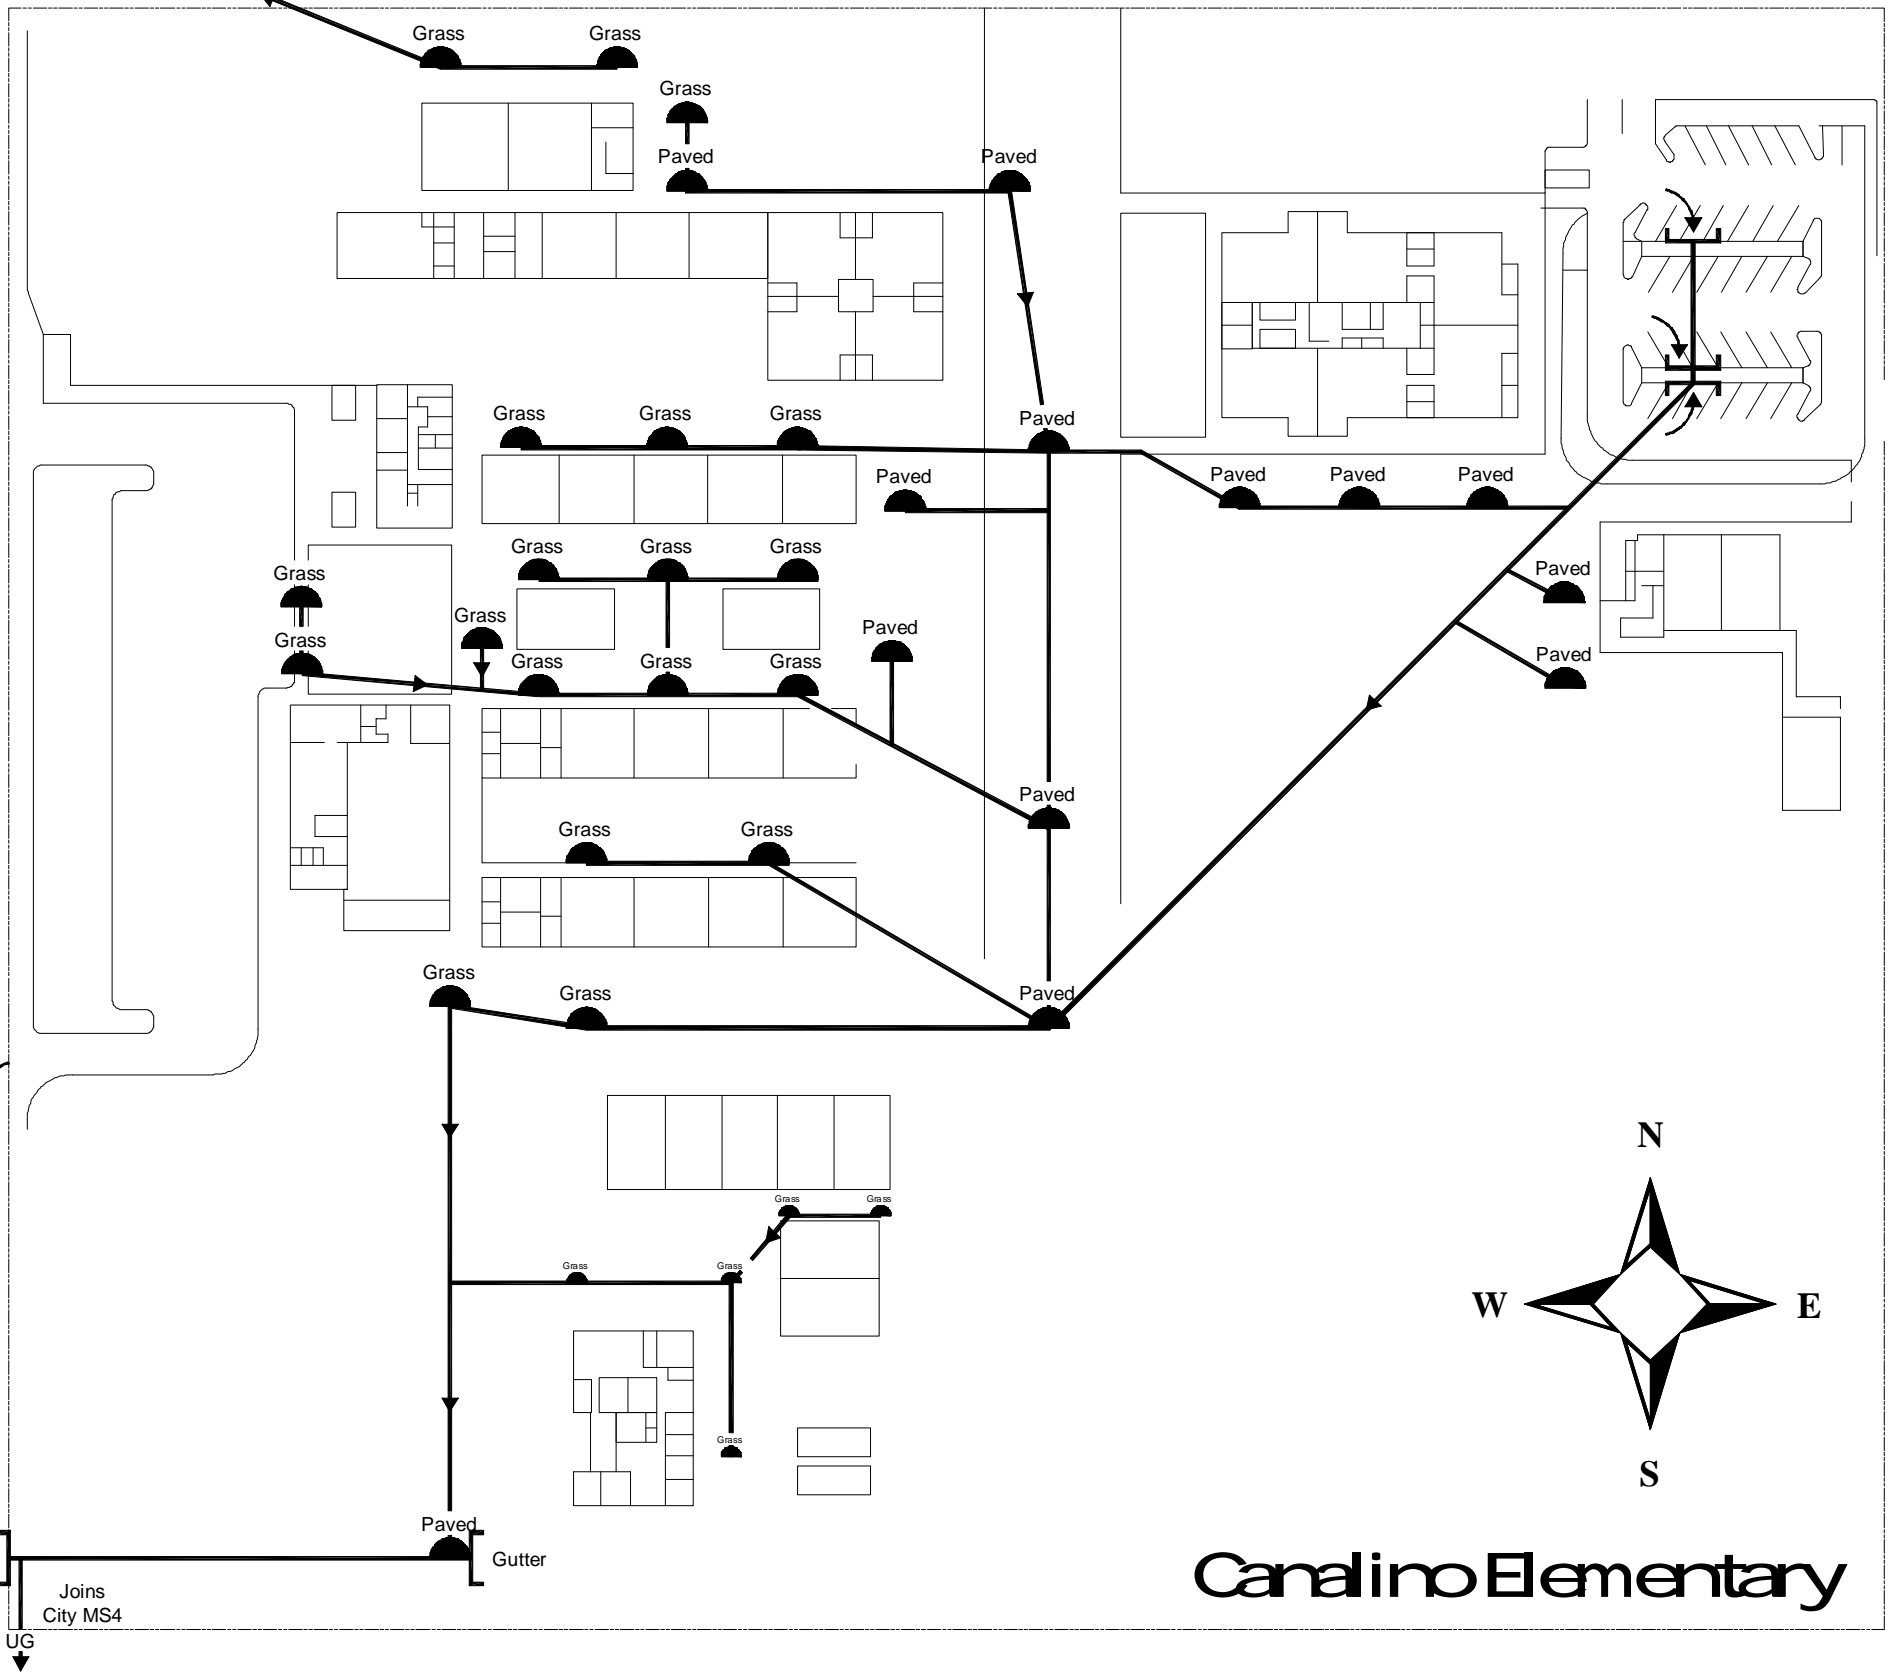 Grass Grass
Grass
Paved Paved
Grass Grass Grass Paved
Paved Paved Paved Paved
Grass Grass Grass
Paved
Grass
Grass
Paved
Grass
Grass Grass Grass
Paved
Paved
Grass Grass
Grass
Grass Paved
N
Grass Grass
Grass Grass
W E
Grass
S
Paved
Gutter
Canalino Elementary
Joins
City MS4
UG